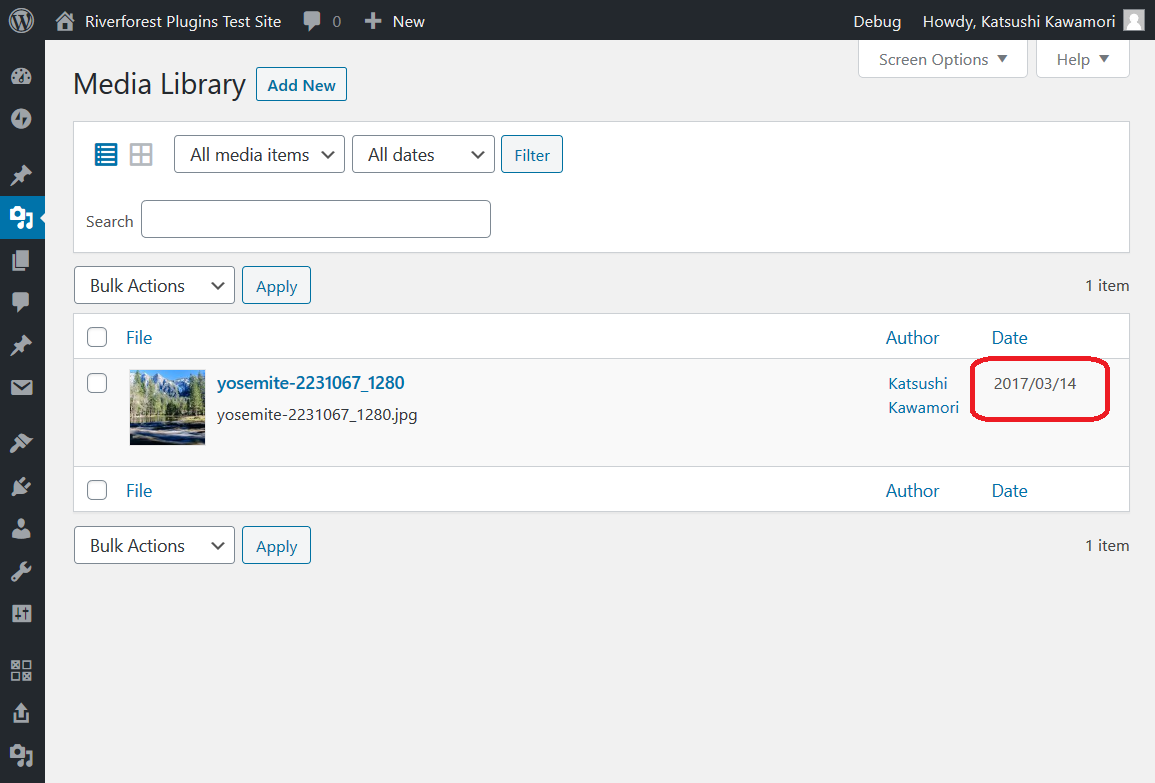 Riverforest Plugins Test Site 0 New Debug Howdy, Katsushi Kawamori
Screen Options Help
Media Library Add New
All media items All dates Filter
Search
Bulk Actions Apply 1 item
File Author Date
yosemite-2231067_1280 Katsushi 2017/03/14
yosemite-2231067_1280.jpg Kawamori
File Author Date
Bulk Actions Apply 1 item